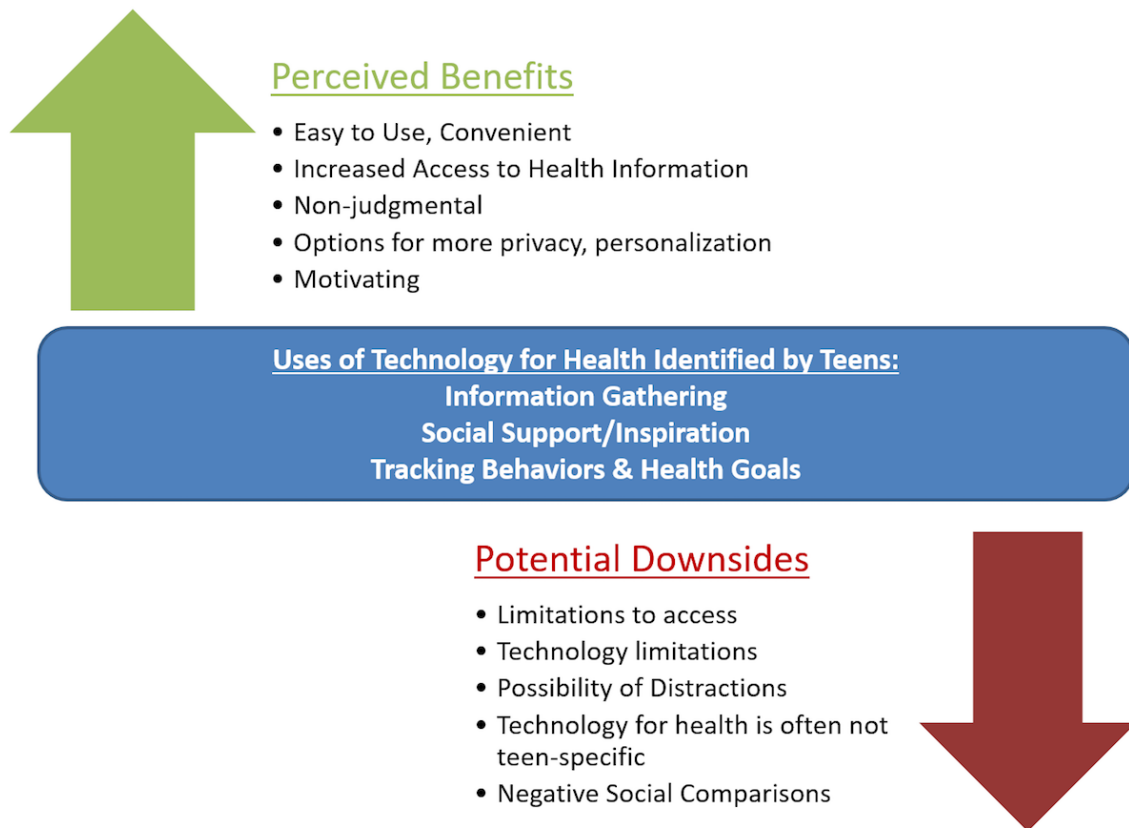 Perceived Benefits
• Easy to Use, Convenient
• Increased Access to Health Information
• Non-judgmental
• Options for more privacy, personalization
• Motivating
Uses of Technology for Health Identified by Teens:
Information Gathering
Social Support/Inspiration
Tracking Behaviors & Health Goals
Potential Downsides
• Limitations to access
• Technology limitations
• Possibility of Distractions
• Technology for health is often not
teen-specific
• Negative Social Comparisons